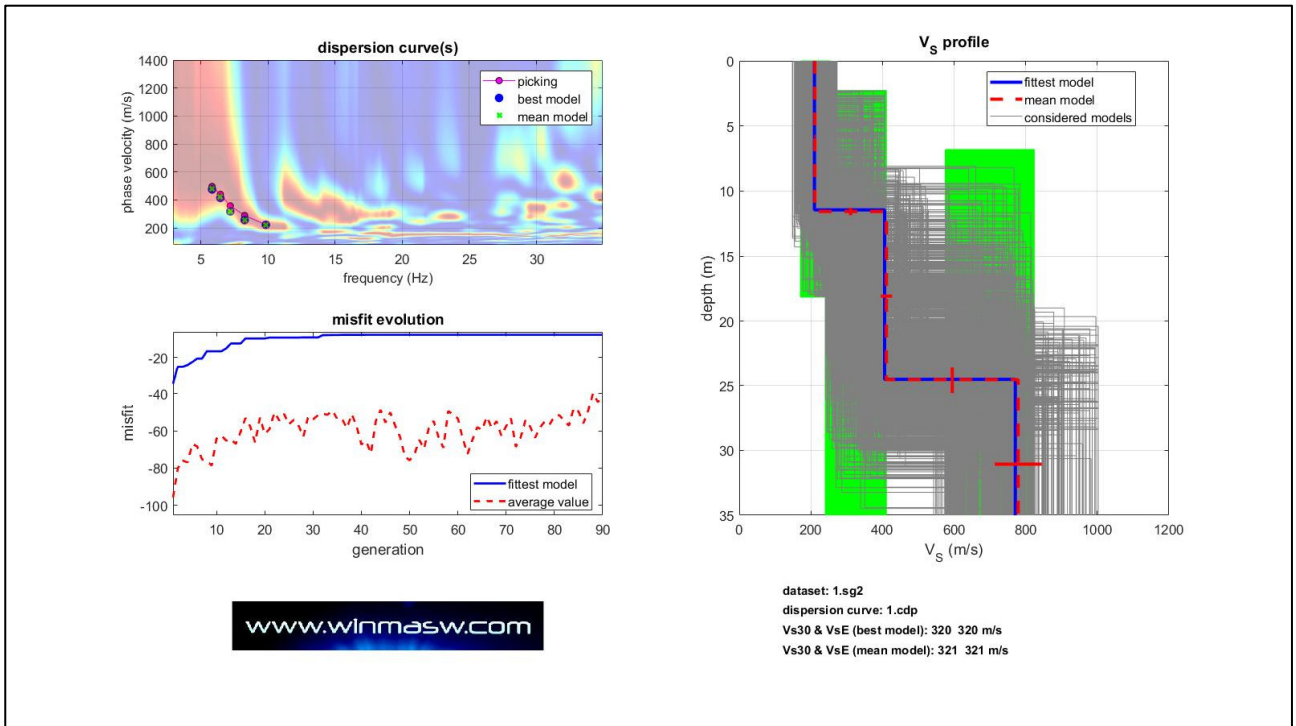 dispersion curve(s)
1400
1200
1000
800
600
400
200
phase velocity (m/s)
picking
best model
mean model
5 10 15 20 25 30
frequency (Hz)
misfit evolution
-20
-40
-60
-80
-100
misfit
fittest model
average value
10 20 30 40 50 60 70 80 90
generation
www.winmasw.com
VS profile
0
5
10
15
20
25
30
35
depth (m)
fittest model
mean model
considered models
0 200 400 600 800 1000 1200
VS (m/s)
dataset: 1.sg2
dispersion curve: 1.cdp
Vs30 & VsE (best model): 320 320 m/s
Vs30 & VsE (mean model): 321 321 m/s